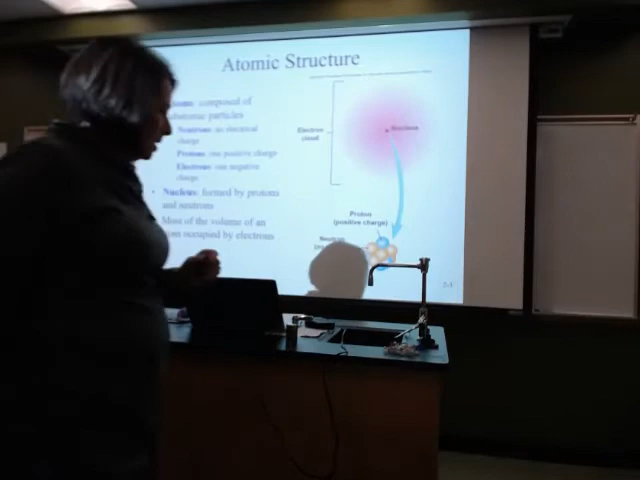 Atomic Structure
composed of
subatomic particles
Neutrons: no electrical
charge
Protons: one positive charge
Electrons: one negative
charge
• Nucleus: formed by protons
and neutrons
Most of the volume of an
atom occupied by electrons
Electron
cloud
Nucleus
Proton
(positive charge)
Neutron